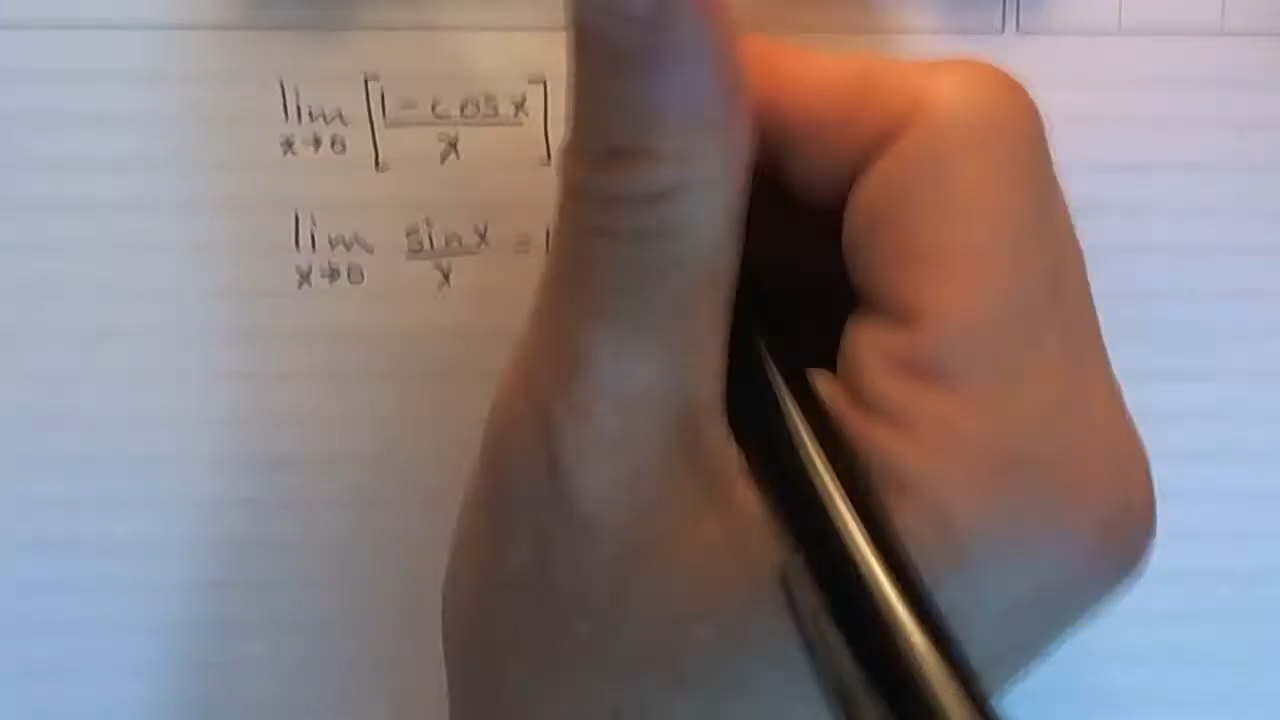 lim [1 - cos x]
x→0 x
lim sin x = 1
x→0 x